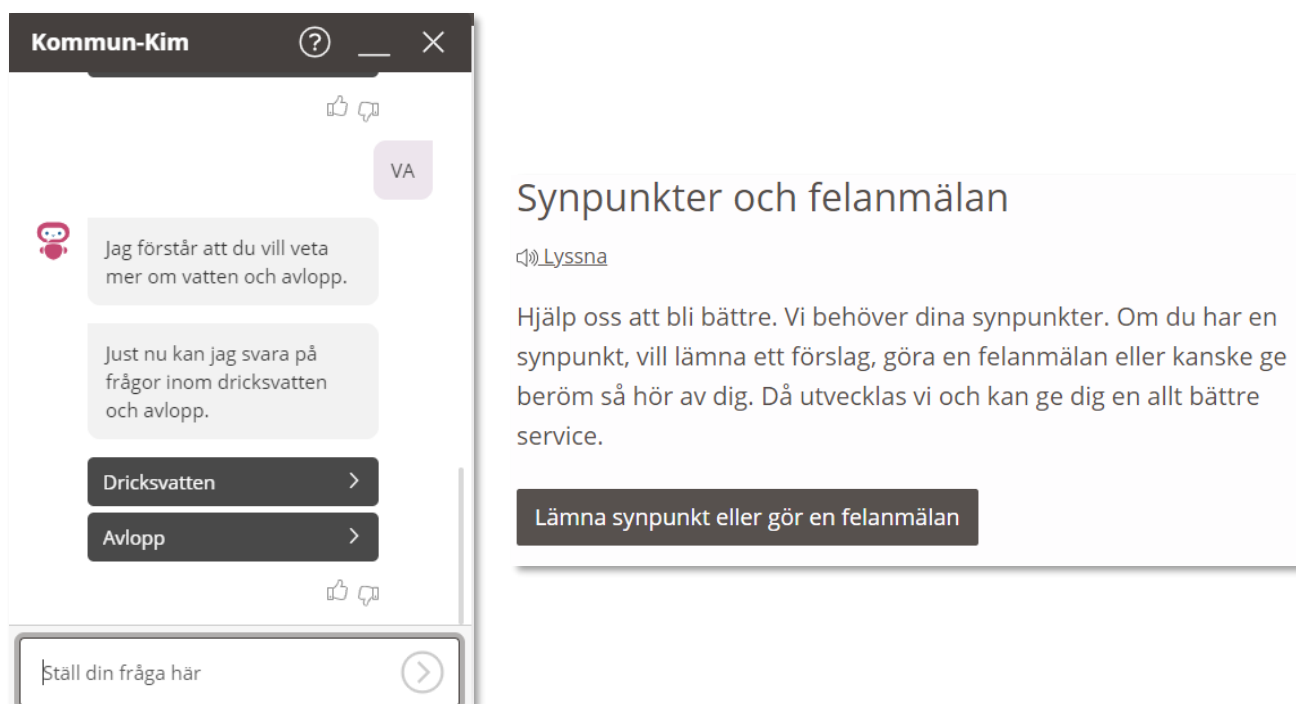 Kommun-Kim
VA
Jag förstår att du vill veta
mer om vatten och avlopp.
Just nu kan jag svara på
frågor inom dricksvatten
och avlopp.
Dricksvatten
Avlopp
Ställ din fråga här
Synpunkter och felanmälan
Lyssna
Hjälp oss att bli bättre. Vi behöver dina synpunkter. Om du har en
synpunkt, vill lämna ett förslag, göra en felanmälan eller kanske ge
beröm så hör av dig. Då utvecklas vi och kan ge dig en allt bättre
service.
Lämna synpunkt eller gör en felanmälan